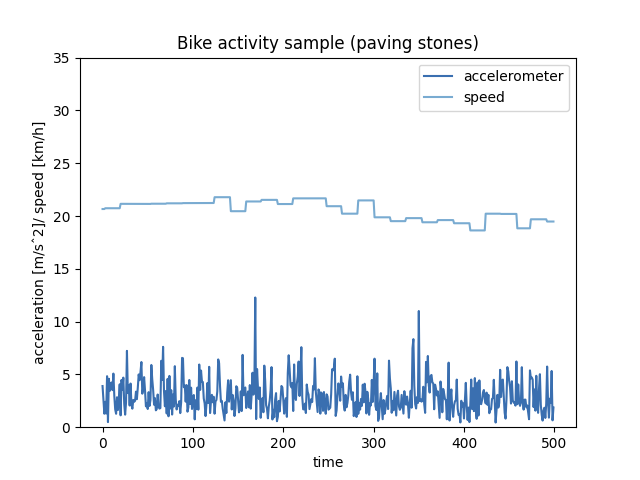 Bike activity sample (paving stones)
accelerometer
speed
35
30
25
20
15
10
5
0
acceleration [m/s^2]/ speed [km/h]
0 100 200 300 400 500
time